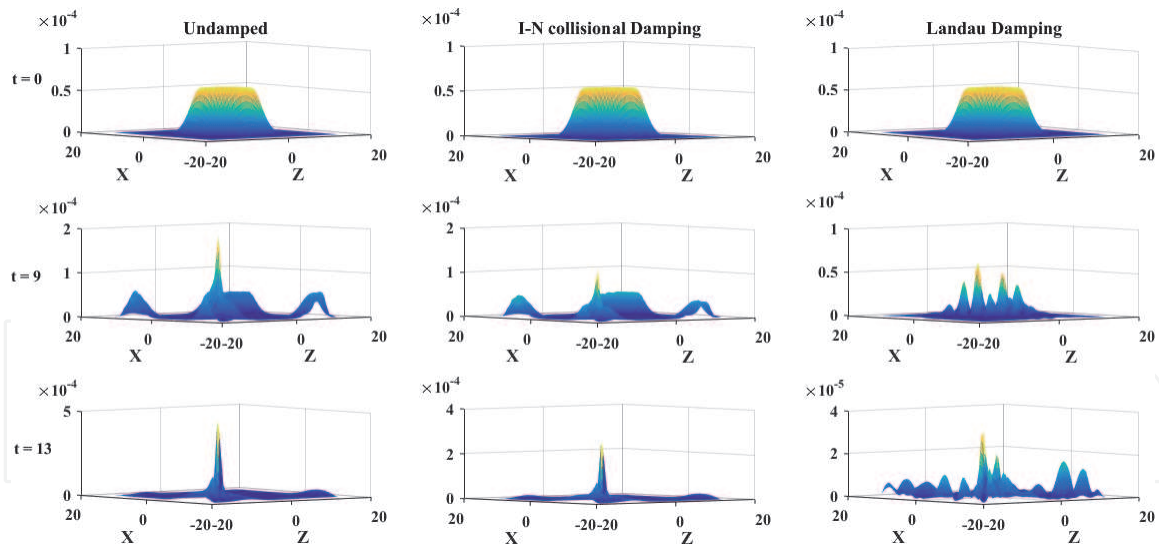 Undamped I-N collisional Damping Landau Damping
×10-4 ×10-4 ×10-4
t = 0
1 1 1
0.5 0.5 0.5
0 0 0
20 0 -20 -20 0 20 20 0 -20 -20 0 20 20 0 -20 -20 0 20
X Z X Z X Z
×10-4 ×10-4 ×10-4
t = 9
2 2 1
1 1 0.5
0 0 0
20 0 -20 -20 0 20 20 0 -20 -20 0 20 20 0 -20 -20 0 20
X Z X Z X Z
×10-4 ×10-4 ×10-5
t = 13
5 4 4
2 2
0 0 0
20 0 -20 -20 0 20 20 0 -20 -20 0 20 20 0 -20 -20 0 20
X Z X Z X Z